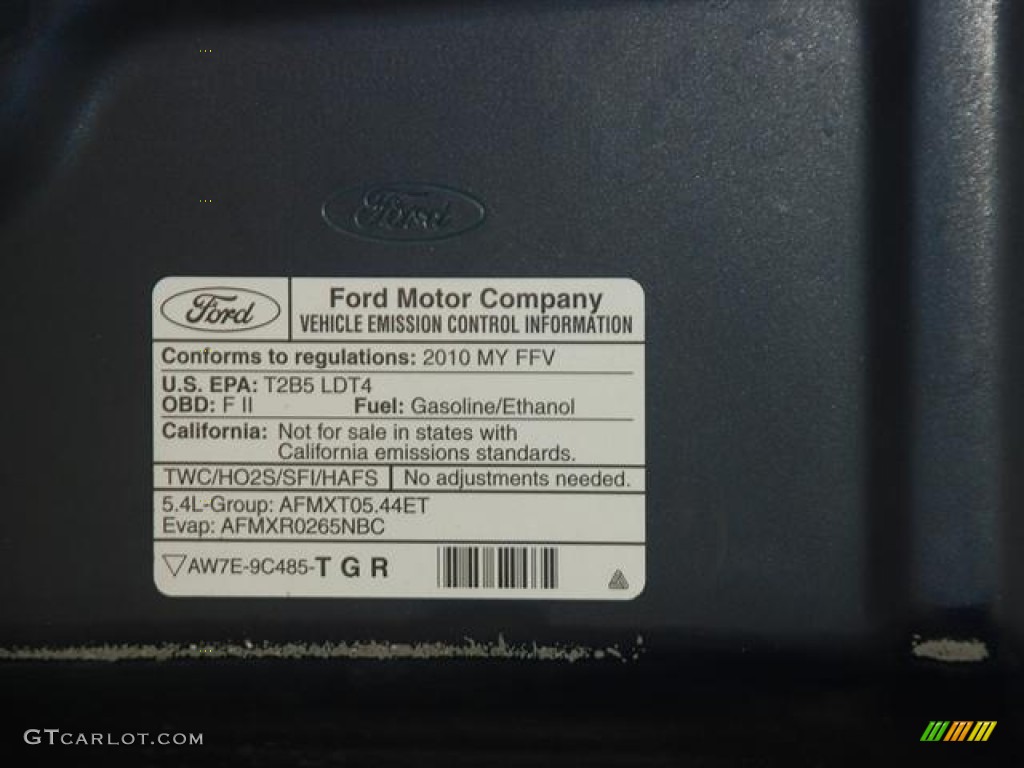 Ford
Ford
Ford Motor Company
VEHICLE EMISSION CONTROL INFORMATION
Conforms to regulations: 2010 MY FFV
U.S. EPA: T2B5 LDT4
OBD: F II Fuel: Gasoline/Ethanol
California: Not for sale in states with
California emissions standards.
TWC/HO2S/SFI/HAFS No adjustments needed.
5.4L-Group: AFMXT05.44ET
Evap: AFMXR0265NBC
▽AW7E-9C485-T G R
GTCARLOT.COM